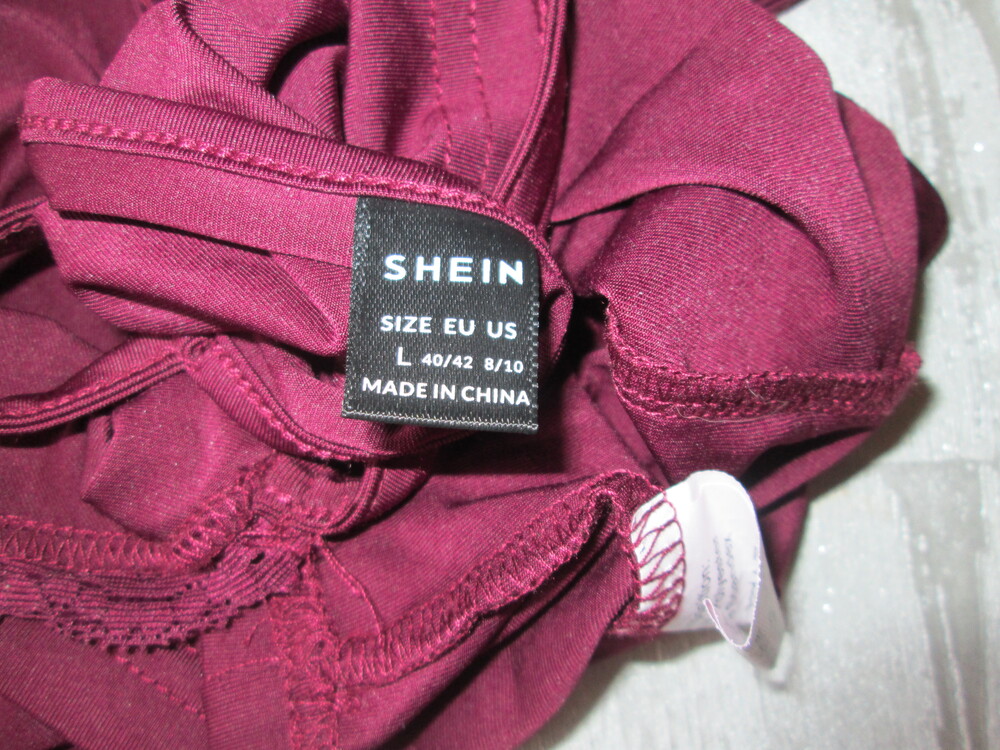 SHEIN
SIZE EU US
L 40/42 8/10
MADE IN CHINA